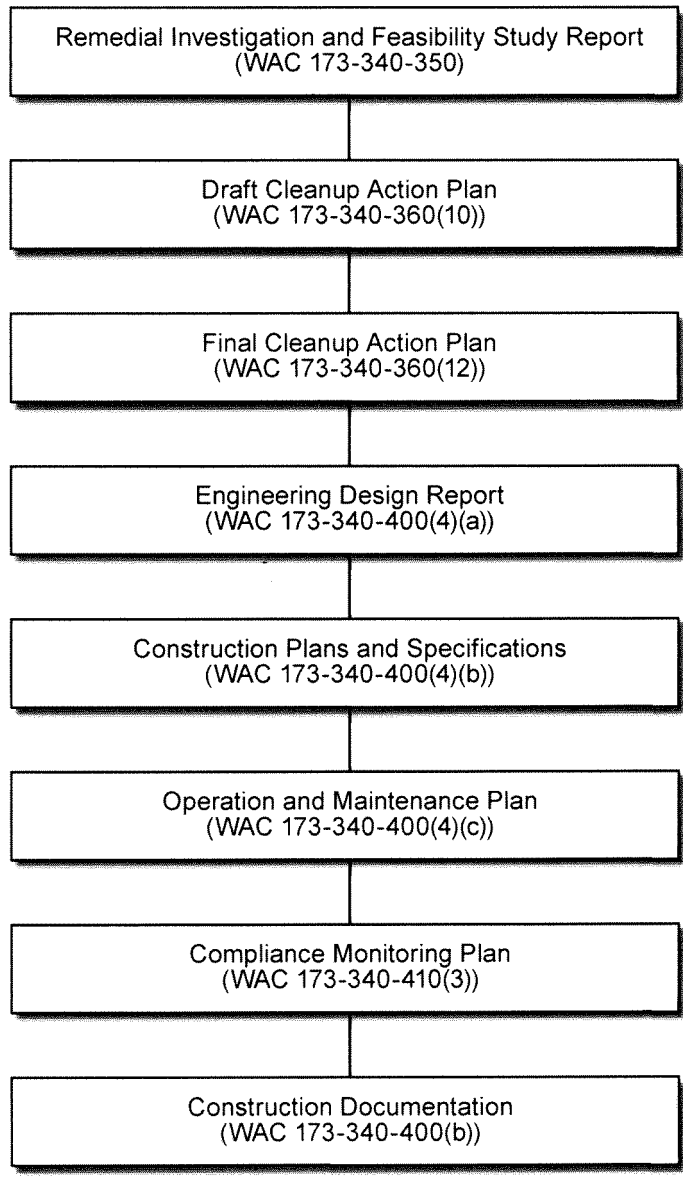 Remedial Investigation and Feasibility Study Report
(WAC 173-340-350)
Draft Cleanup Action Plan
(WAC 173-340-360(10))
Final Cleanup Action Plan
(WAC 173-340-360(12))
Engineering Design Report
(WAC 173-340-400(4)(a))
Construction Plans and Specifications
(WAC 173-340-400(4)(b))
Operation and Maintenance Plan
(WAC 173-340-400(4)(c))
Compliance Monitoring Plan
(WAC 173-340-410(3))
Construction Documentation
(WAC 173-340-400(b))